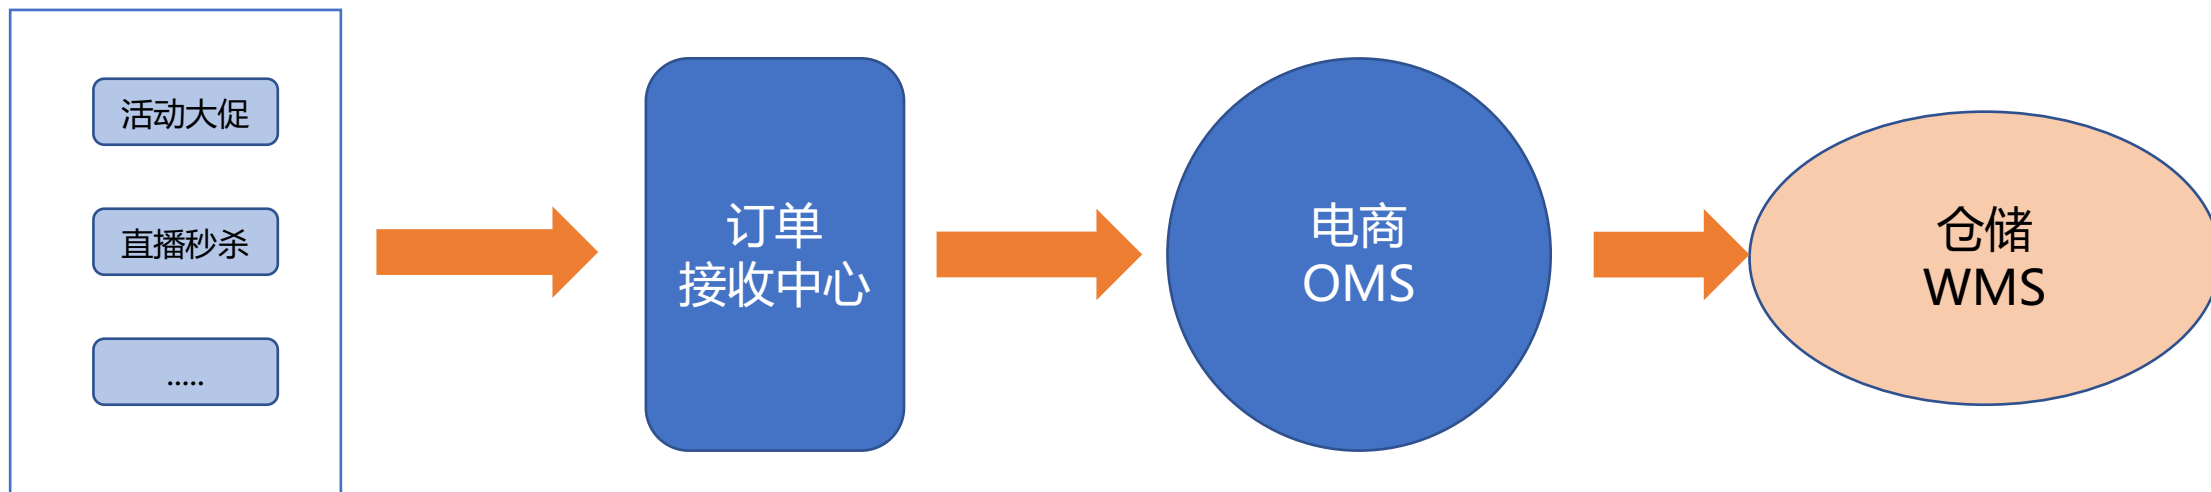 活动大促
直播秒杀
.....
订单
接收中心
电商
OMS
仓储
WMS